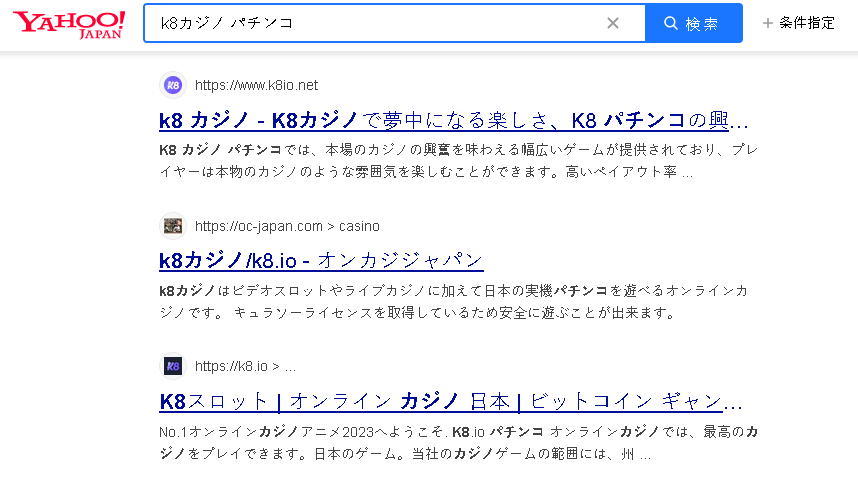 YAHOO!
JAPAN
k8カジノ パチンコ
検索
条件指定
https://www.k8io.net
k8 カジノ - K8カジノで夢中になる楽しさ、K8 パチンコの興...
K8 カジノ パチンコでは、本場のカジノの興奮を味わえる幅広いゲームが提供されており、プレ
イヤーは本物のカジノのような雰囲気を楽しむことができます。高いペイアウト率 ...
https://oc-japan.com > casino
k8カジノ/k8.io - オンカジジャパン
k8カジノはビデオスロットやライブカジノに加えて日本の実機パチンコを遊べるオンラインカ
ジノです。 キュラソーライセンスを取得しているため安全に遊ぶことが出来ます。
K8
https://k8.io > ...
K8スロット | オンライン カジノ 日本 | ビットコイン ギャン...
No.1オンラインカジノアニメ2023へようこそ. K8.io パチンコ オンラインカジノでは、最高のカ
ジノをプレイできます。日本のゲーム。当社のカジノゲームの範囲には、州 ...